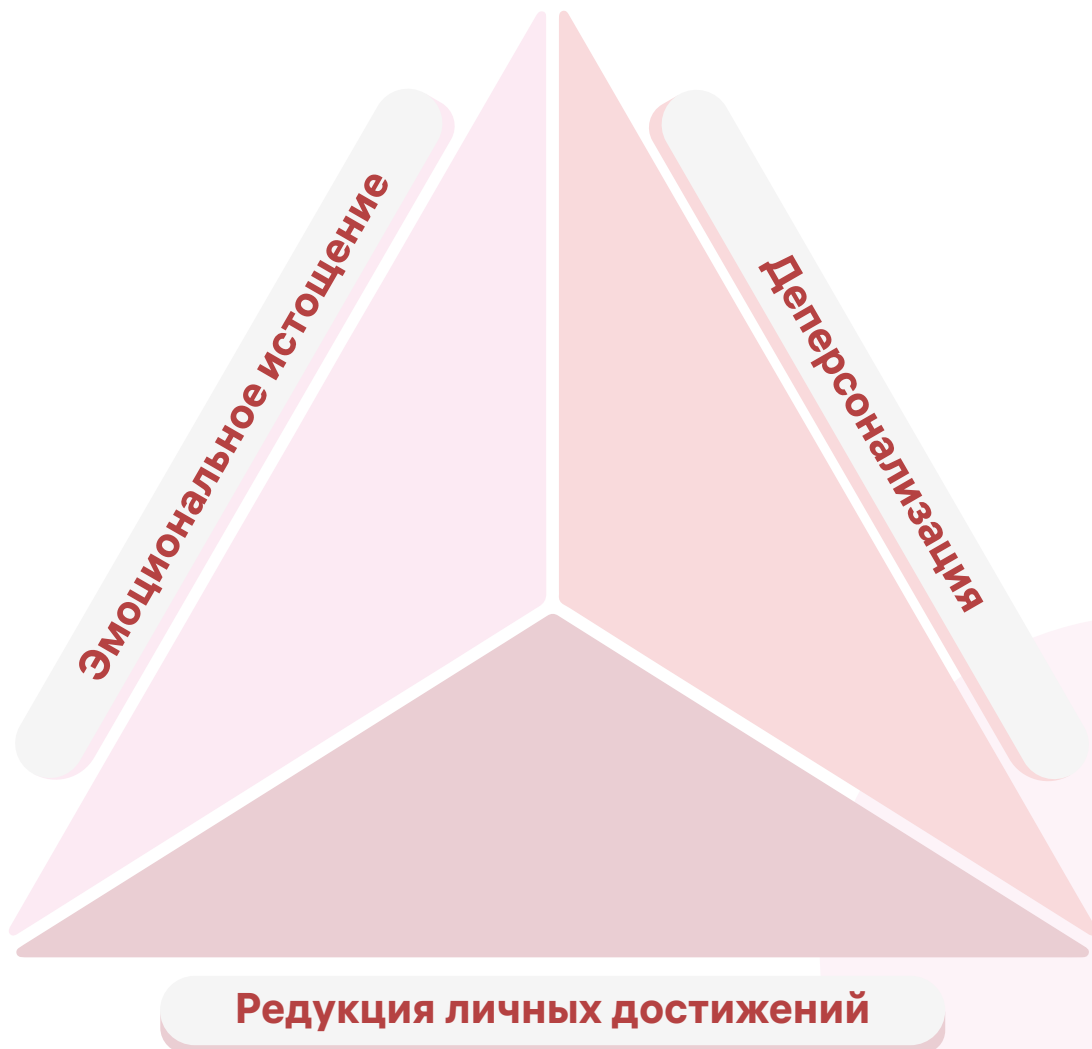 Эмоциональное истощение
Деперсонализация
Редукция личных достижений